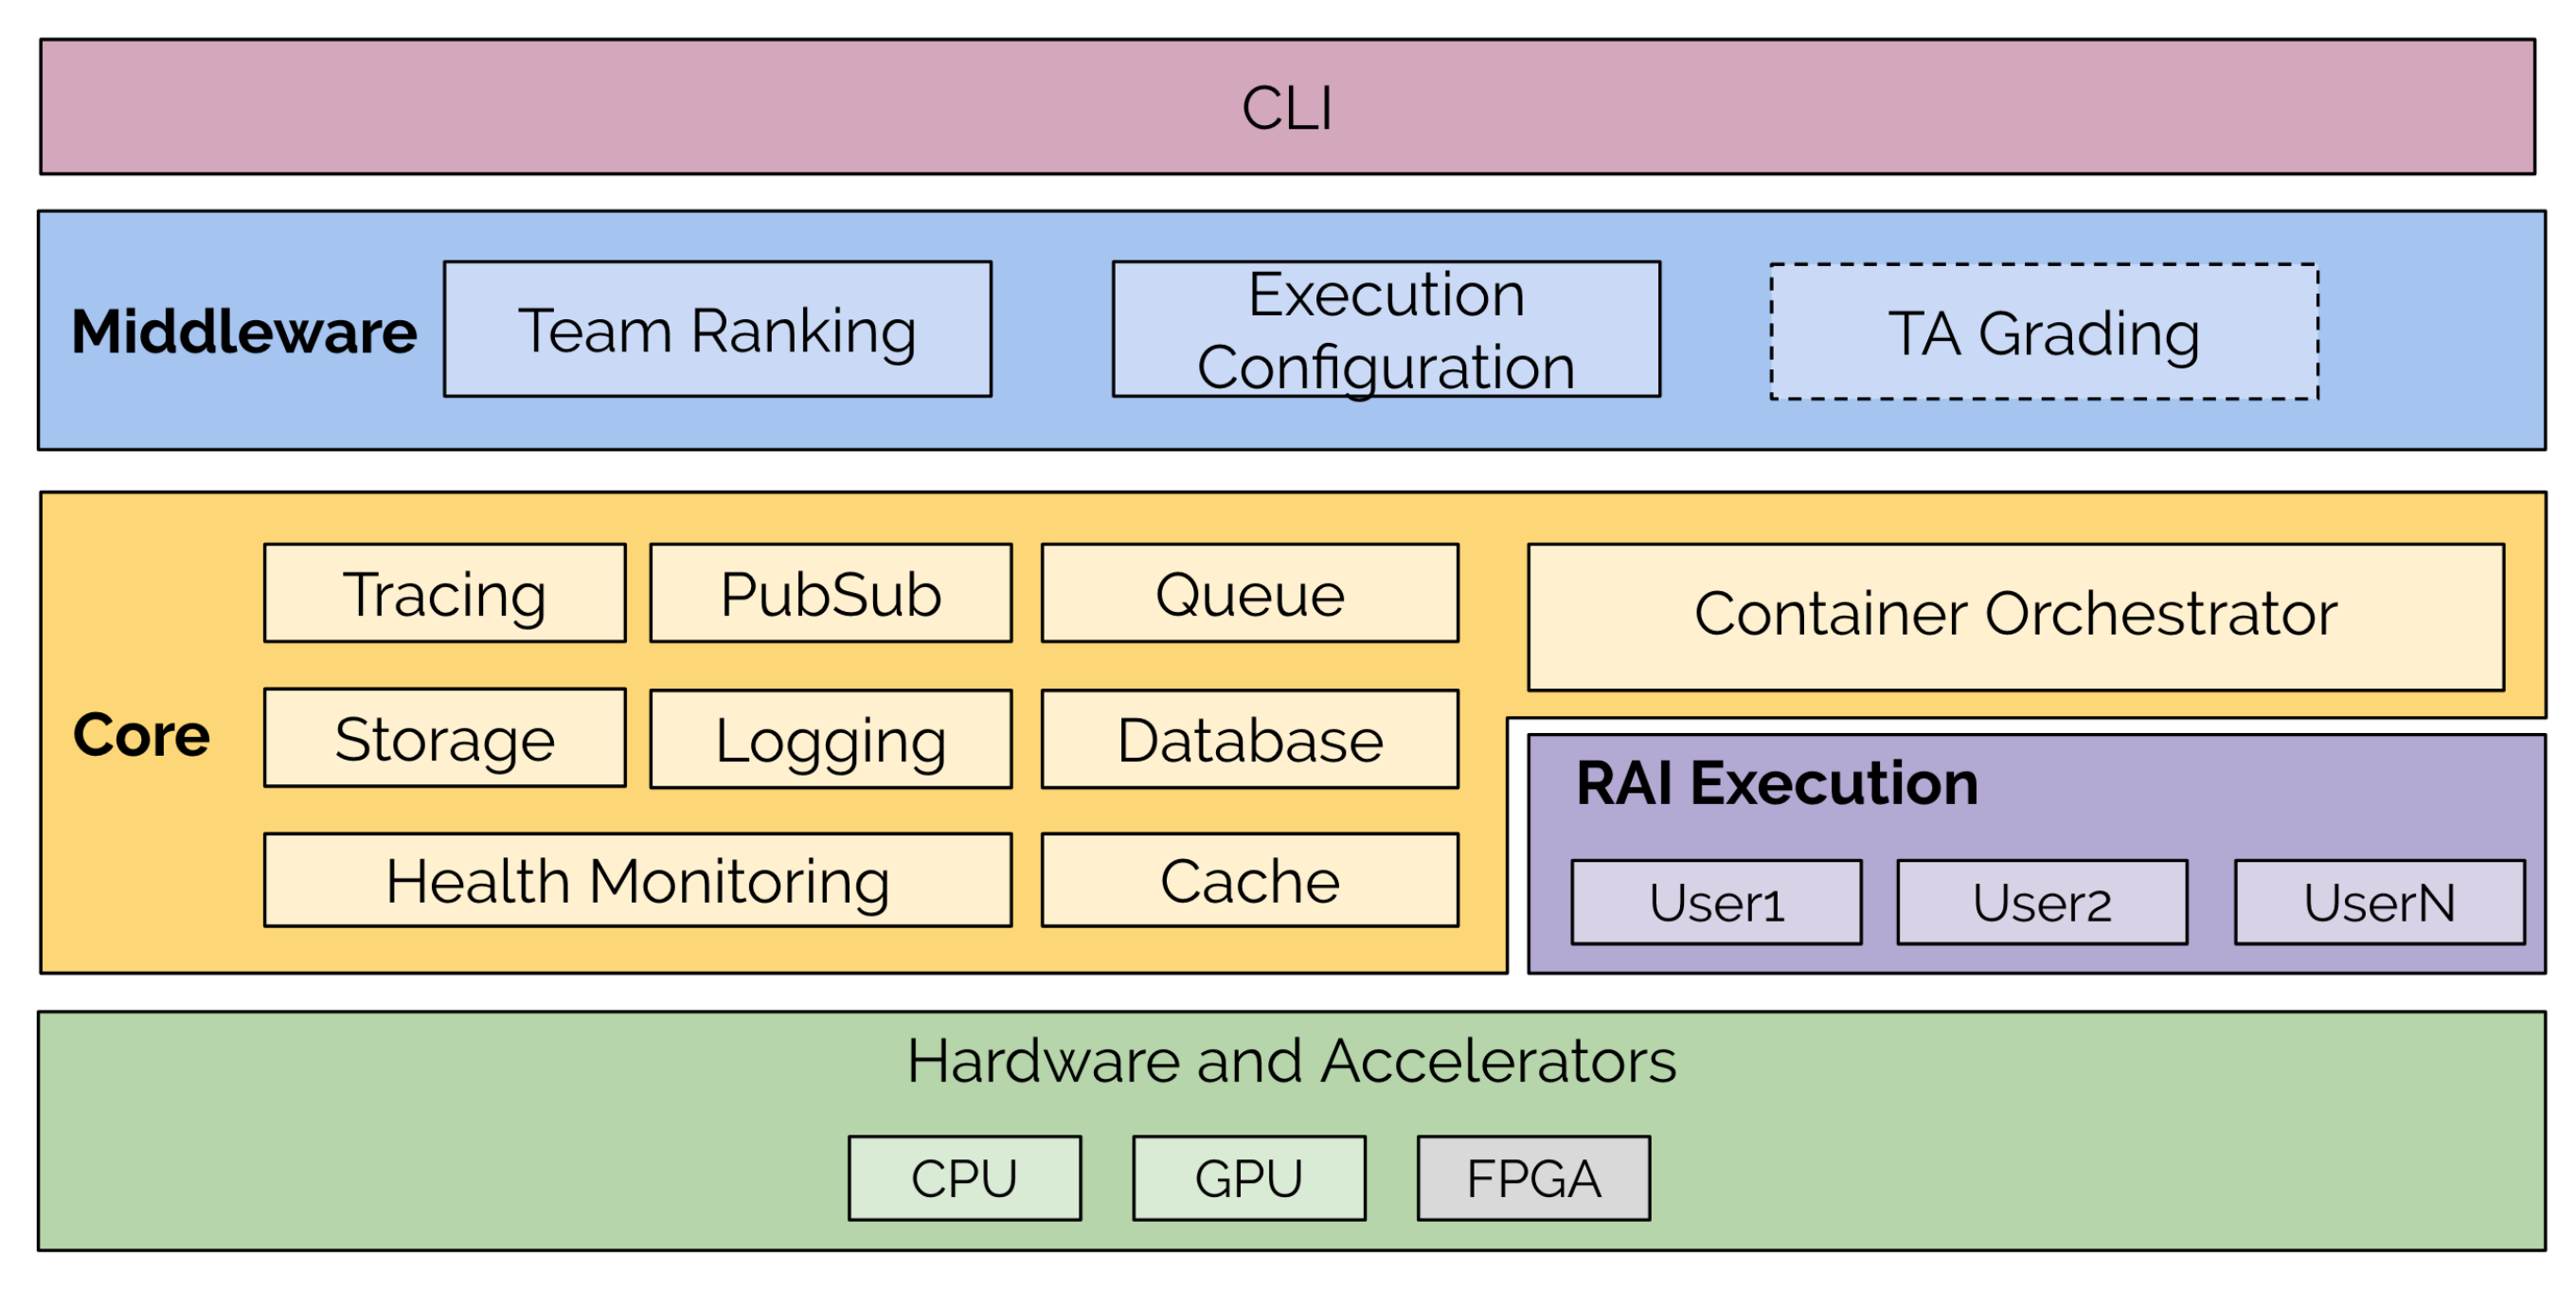 CLI
Middleware
Team Ranking
Execution
Configuration
TA Grading
Core
Tracing
PubSub
Queue
Container Orchestrator
Storage
Logging
Database
Health Monitoring
Cache
RAI Execution
User1
User2
UserN
Hardware and Accelerators
CPU
GPU
FPGA